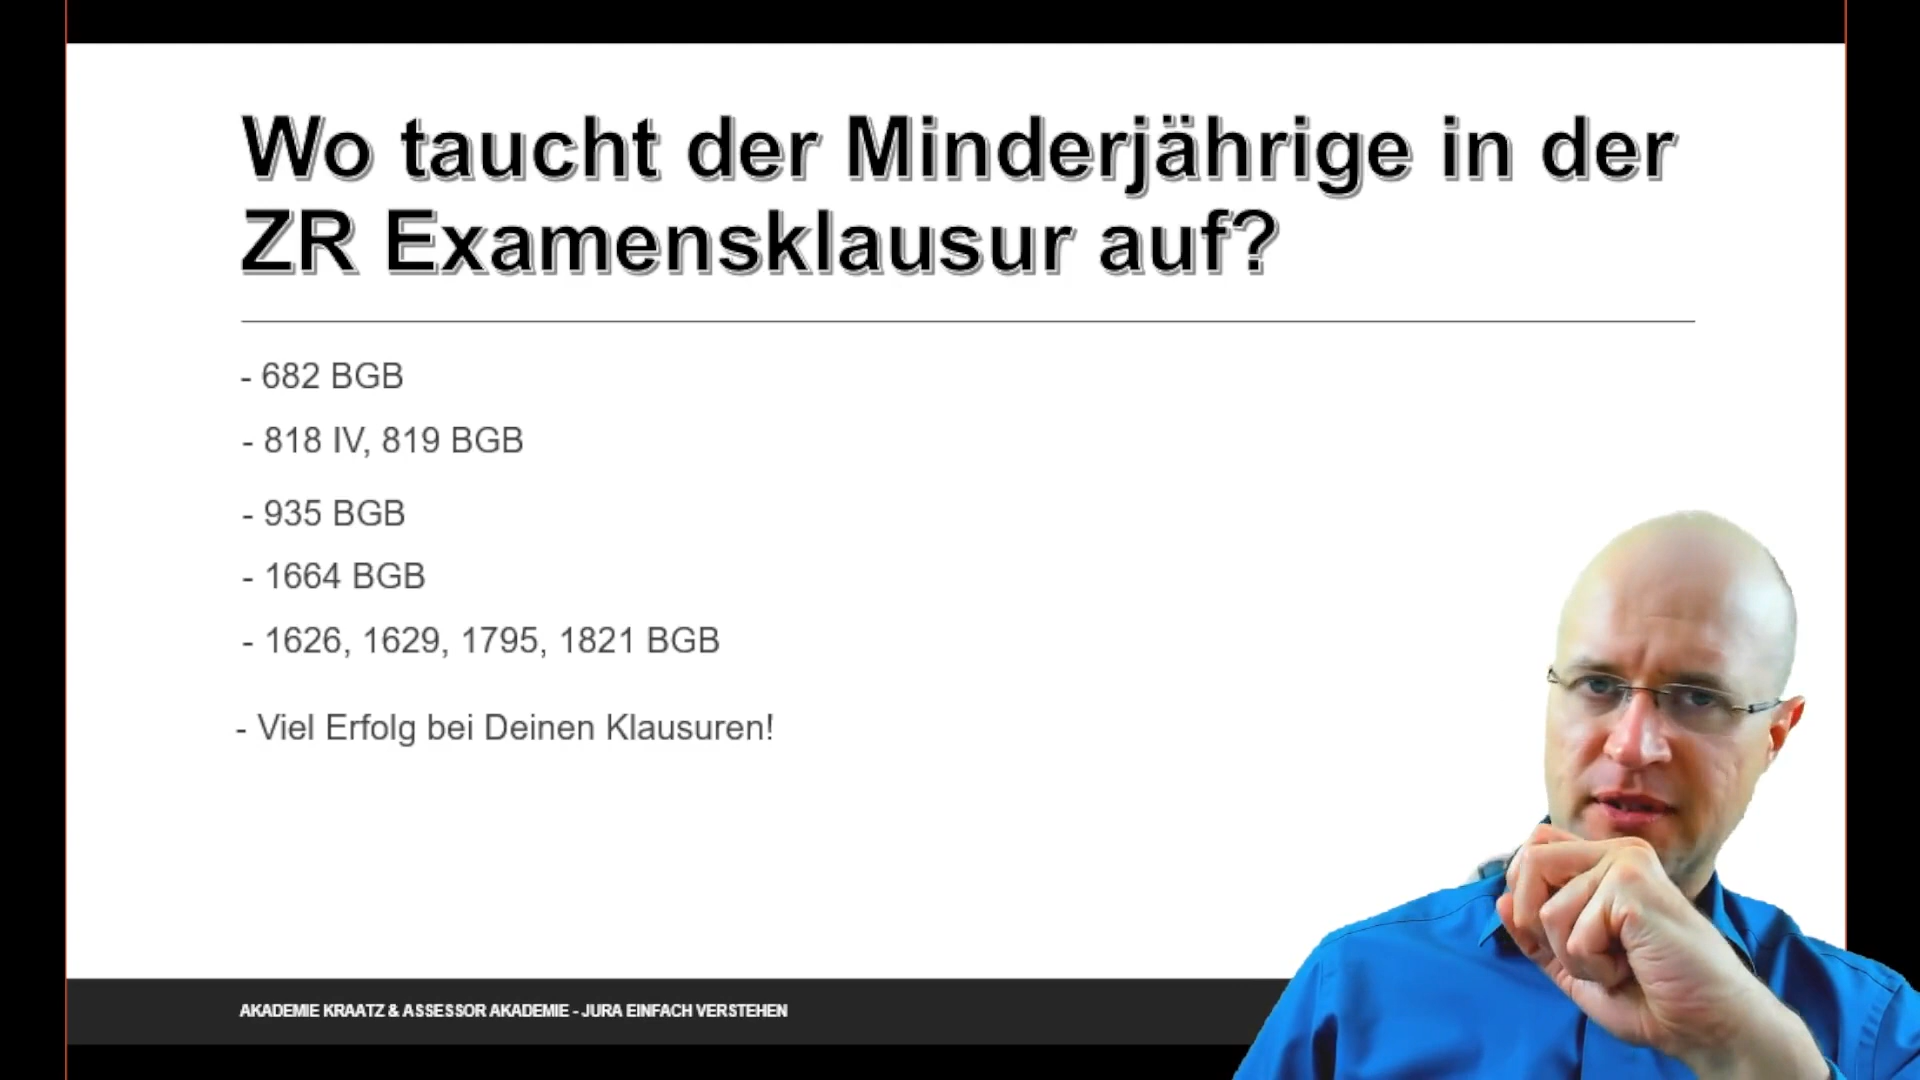 Wo taucht der Minderjährige in der
ZR Examensklausur auf?
- 682 BGB
- 818 IV, 819 BGB
- 935 BGB
- 1664 BGB
- 1626, 1629, 1795, 1821 BGB
- Viel Erfolg bei Deinen Klausuren!
AKADEMIE KRAATZ & ASSESSOR AKADEMIE - JURA EINFACH VERSTEHEN